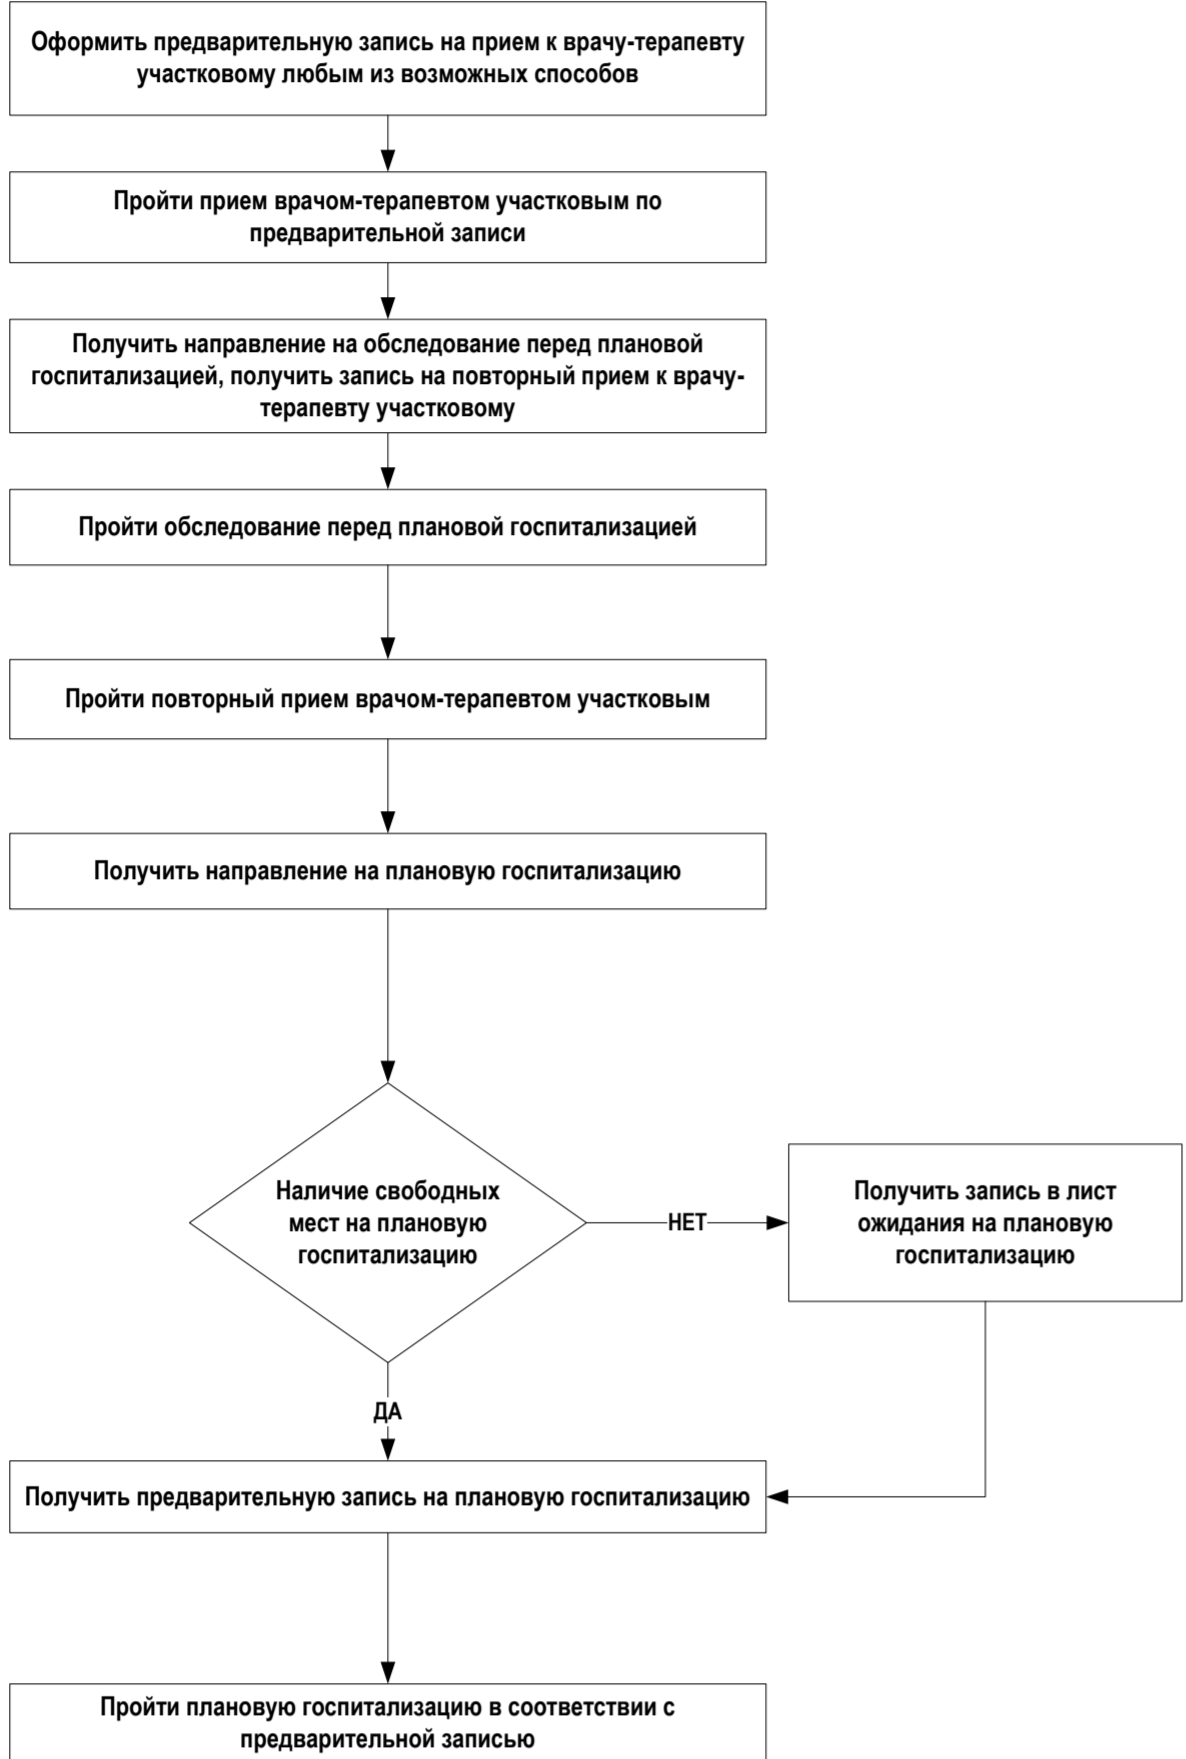 Оформить предварительную запись на прием к врачу-терапевту
участковому любым из возможных способов
Пройти прием врачом-терапевтом участковым по
предварительной записи
Получить направление на обследование перед плановой
госпитализацией, получить запись на повторный прием к врачу-
терапевту участковому
Пройти обследование перед плановой госпитализацией
Пройти повторный прием врачом-терапевтом участковым
Получить направление на плановую госпитализацию
Наличие свободных
мест на плановую
госпитализацию
НЕТ
Получить запись в лист
ожидания на плановую
госпитализацию
ДА
Получить предварительную запись на плановую госпитализацию
Пройти плановую госпитализацию в соответствии с
предварительной записью